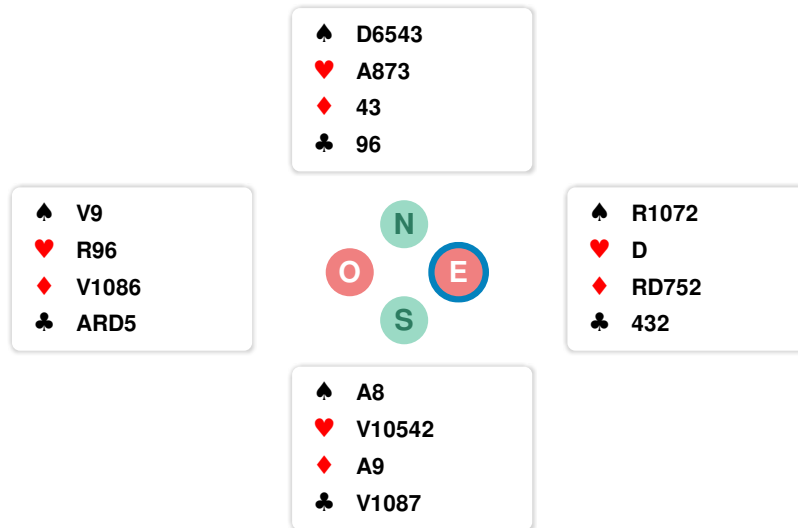 ♠ D6543
♥ A873
♦ 43
♣ 96
♠ V9
♥ R96
♦ V1086
♣ ARD5
N
O
E
S
♠ R1072
♥ D
♦ RD752
♣ 432
♠ A8
♥ V10542
♦ A9
♣ V1087